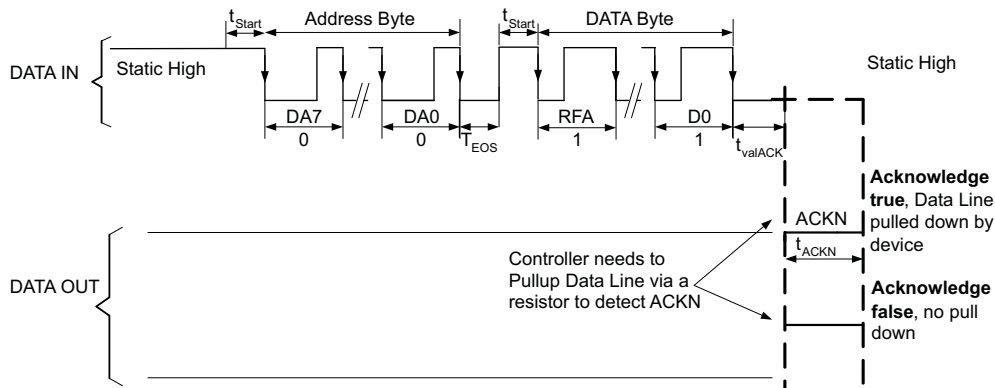 tStart
Address Byte
tStart
DATA Byte
DATA IN
Static High
Static High
DA7
DA0
RFA
D0
0
0
TEOS
1
1
tvalACK
Acknowledge
true, Data Line
pulled down by
device
ACKN
tACKN
Controller needs to
Pullup Data Line via a
resistor to detect ACKN
DATA OUT
Acknowledge
false, no pull
down